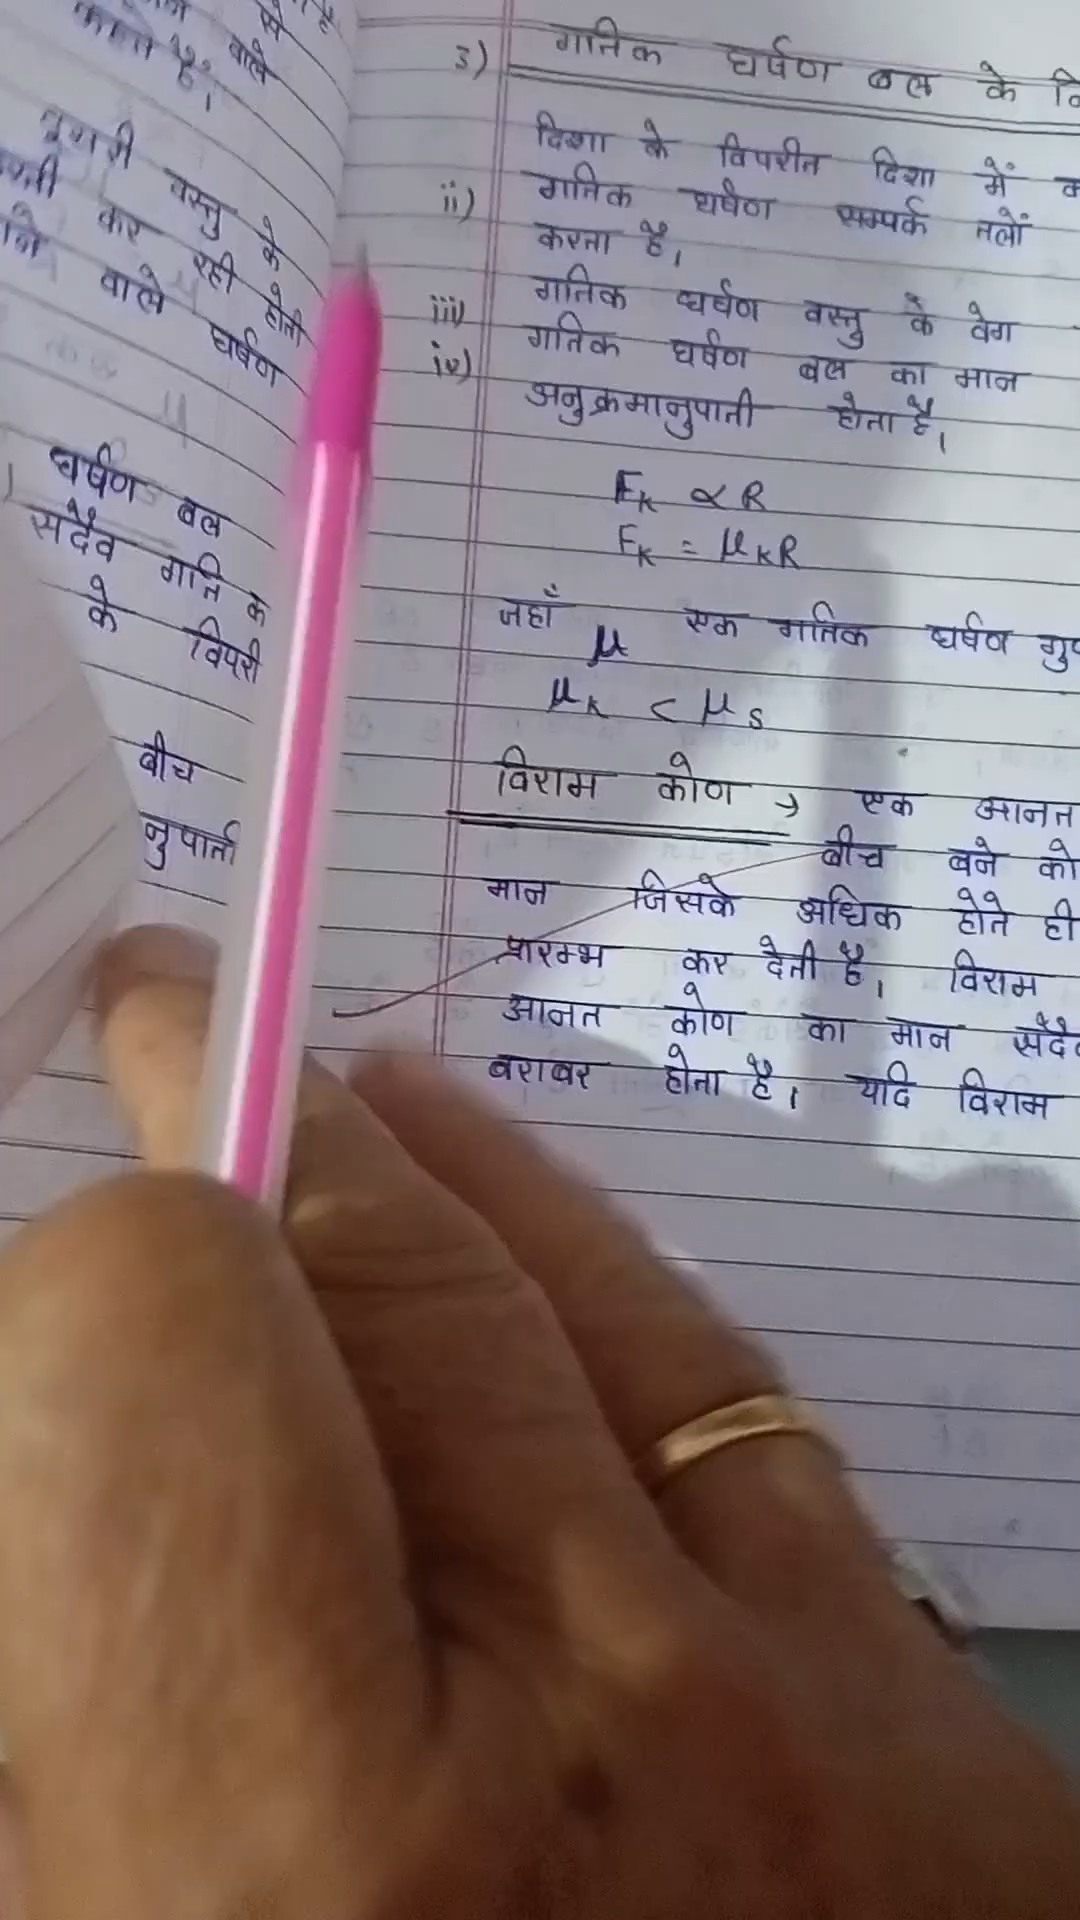 वाले
दूसरी वस्तु के
कर रही होती
वाले घर्षण
घर्षण बल
सदैव गति क
के विपरी
बीच
नुपाती
3) गतिक घर्षण बल के नि
दिशा के विपरीत दिशा में
ii) गतिक घर्षण सम्पर्क तलों
करता है।
iii) गतिक घर्षण वस्तु के वेग
iv) गतिक घर्षण बल का मान
अनुक्रमानुपाती होता है।
Fₖ ∝ R
Fₖ = μₖR
जहाँ μ एक गतिक घर्षण गु
μₖ < μₛ
विराम कोण → एक आनत
बीच बने को
मान जिसके अधिक होते ही
प्रारम्भ कर देती है। विराम
आनत कोण का मान सदै
बराबर होता है। यदि विराम